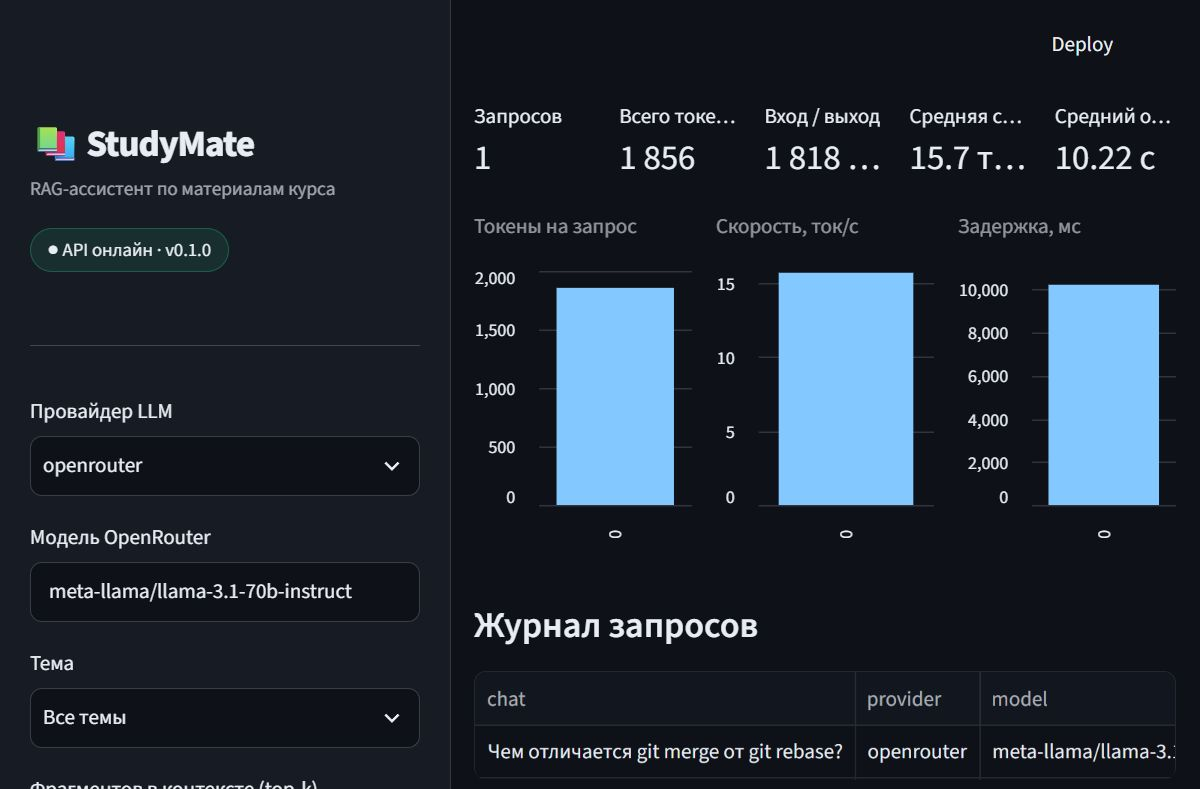 StudyMate
RAG-ассистент по материалам курса
API онлайн · v0.1.0
Провайдер LLM
openrouter
Модель OpenRouter
meta-llama/llama-3.1-70b-instruct
Тема
Все темы
Фрагментов в контексте (top-k)
Deploy
Запросов
Всего токе…
Вход / выход
Средняя с…
Средний о…
1
1 856
1 818 …
15.7 т…
10.22 с
Токены на запрос
Скорость, ток/с
Задержка, мс
2,000
1,500
1,000
500
0
0
15
10
5
0
0
10,000
8,000
6,000
4,000
2,000
0
0
Журнал запросов
chat
provider
model
Чем отличается git merge от git rebase?
openrouter
meta-llama/llama-3.